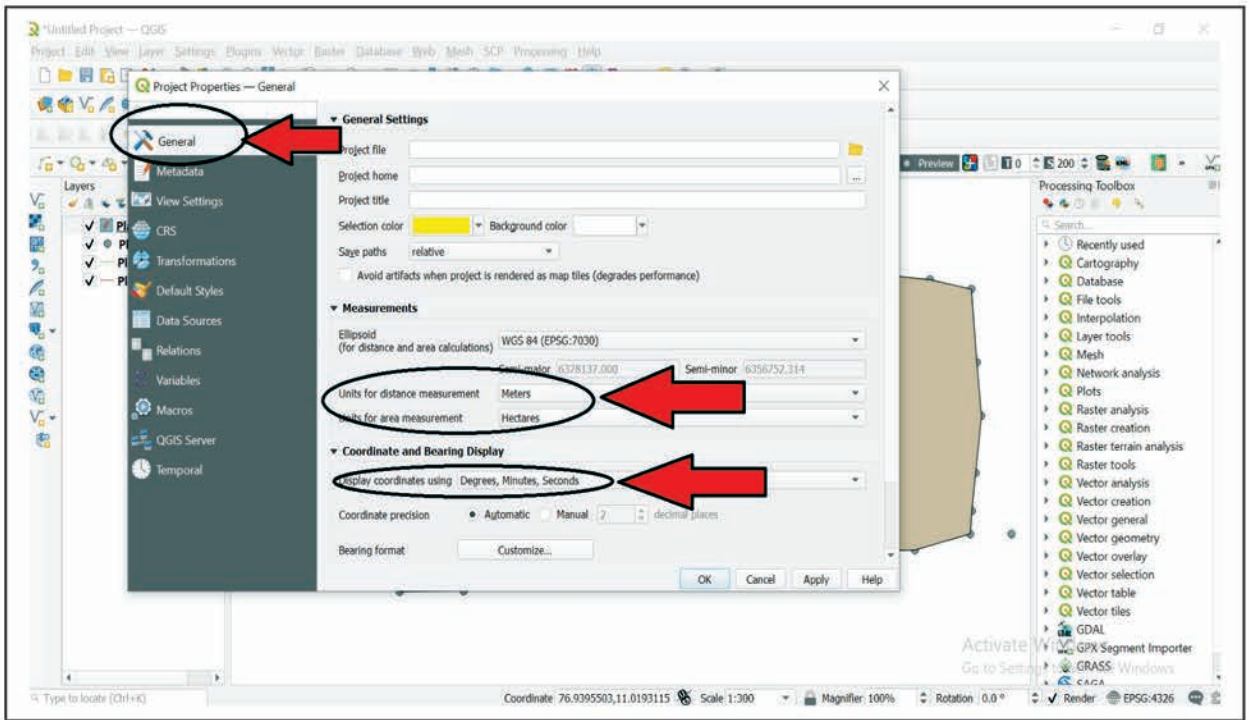 *Untitled Project — QGIS
Project Edit View Layer Settings Plugins Vector Raster Database Web Mesh SCP Processing Help
Project Properties — General
General
Metadata
View Settings
CRS
Transformations
Default Styles
Data Sources
Relations
Variables
Macros
QGIS Server
Temporal
General Settings
Project file
Project home
...
Project title
Selection color
Background color
Save paths relative
Avoid artifacts when project is rendered as map tiles (degrades performance)
Measurements
Ellipsoid
(for distance and area calculations)
WGS 84 (EPSG:7030)
Semi-major 6378137.000 Semi-minor 6356752.314
Units for distance measurement Meters
Units for area measurement Hectares
Coordinate and Bearing Display
Display coordinates using Degrees, Minutes, Seconds
Coordinate precision Automatic Manual 2 decimal places
Bearing format Customize...
OK Cancel Apply Help
Layers
Pl
Pl
Pl
Pl
Preview
0
200
Processing Toolbox
Search...
Recently used
Cartography
Database
File tools
Interpolation
Layer tools
Mesh
Network analysis
Plots
Raster analysis
Raster creation
Raster terrain analysis
Raster tools
Vector analysis
Vector creation
Vector general
Vector geometry
Vector overlay
Vector selection
Vector table
Vector tiles
GDAL
GPX Segment Importer
GRASS
SAGA
Activate Windows
Go to Settings Windows
Type to locate (Ctrl+K)
Coordinate 76.9395503,11.0193115 Scale 1:300 Magnifier 100% Rotation 0.0 ° Render EPSG:4326